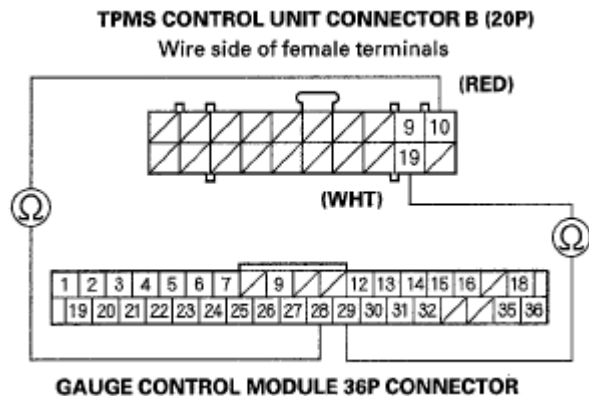 TPMS CONTROL UNIT CONNECTOR B (20P)
Wire side of female terminals
(RED)
9 10
19
(WHT)
Ω Ω
1 2 3 4 5 6 7 9 12 13 14 15 16 18
19 20 21 22 23 24 25 26 27 28 29 30 31 32 35 36
GAUGE CONTROL MODULE 36P CONNECTOR